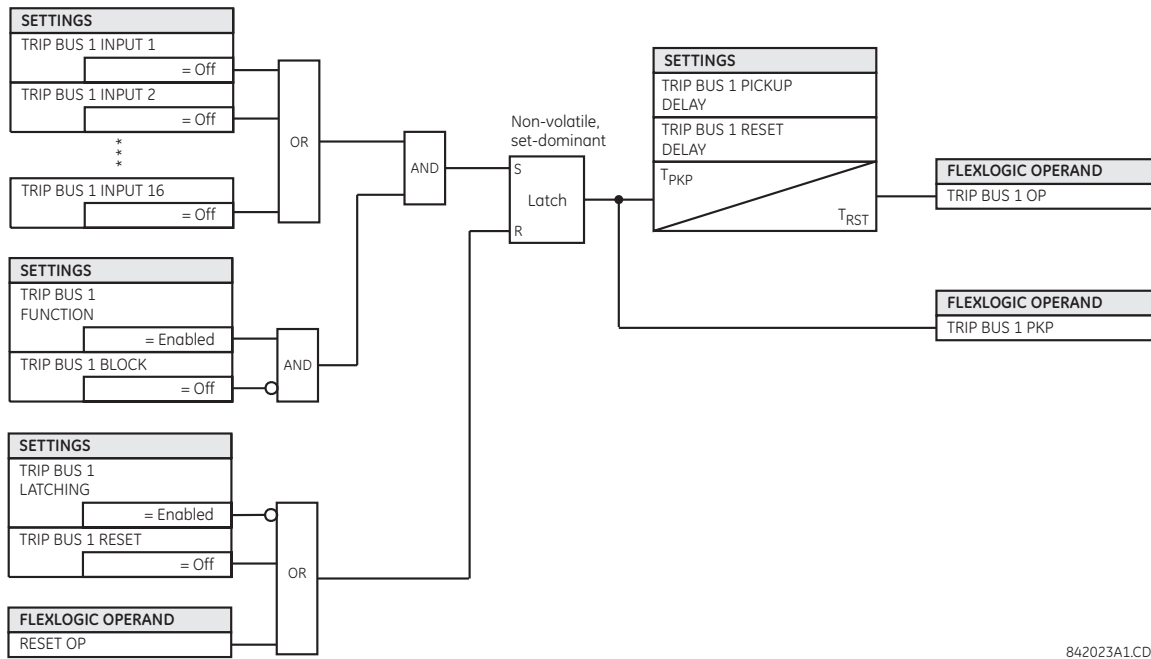 SETTINGS
TRIP BUS 1 INPUT 1
= Off
TRIP BUS 1 INPUT 2
= Off
***
TRIP BUS 1 INPUT 16
= Off
OR
AND
SETTINGS
TRIP BUS 1
FUNCTION
= Enabled
TRIP BUS 1 BLOCK
= Off
AND
SETTINGS
TRIP BUS 1
LATCHING
= Enabled
TRIP BUS 1 RESET
= Off
OR
FLEXLOGIC OPERAND
RESET OP
Non-volatile,
set-dominant
S
Latch
R
SETTINGS
TRIP BUS 1 PICKUP
DELAY
TRIP BUS 1 RESET
DELAY
TPKP
TRST
FLEXLOGIC OPERAND
TRIP BUS 1 OP
FLEXLOGIC OPERAND
TRIP BUS 1 PKP
842023A1.CD